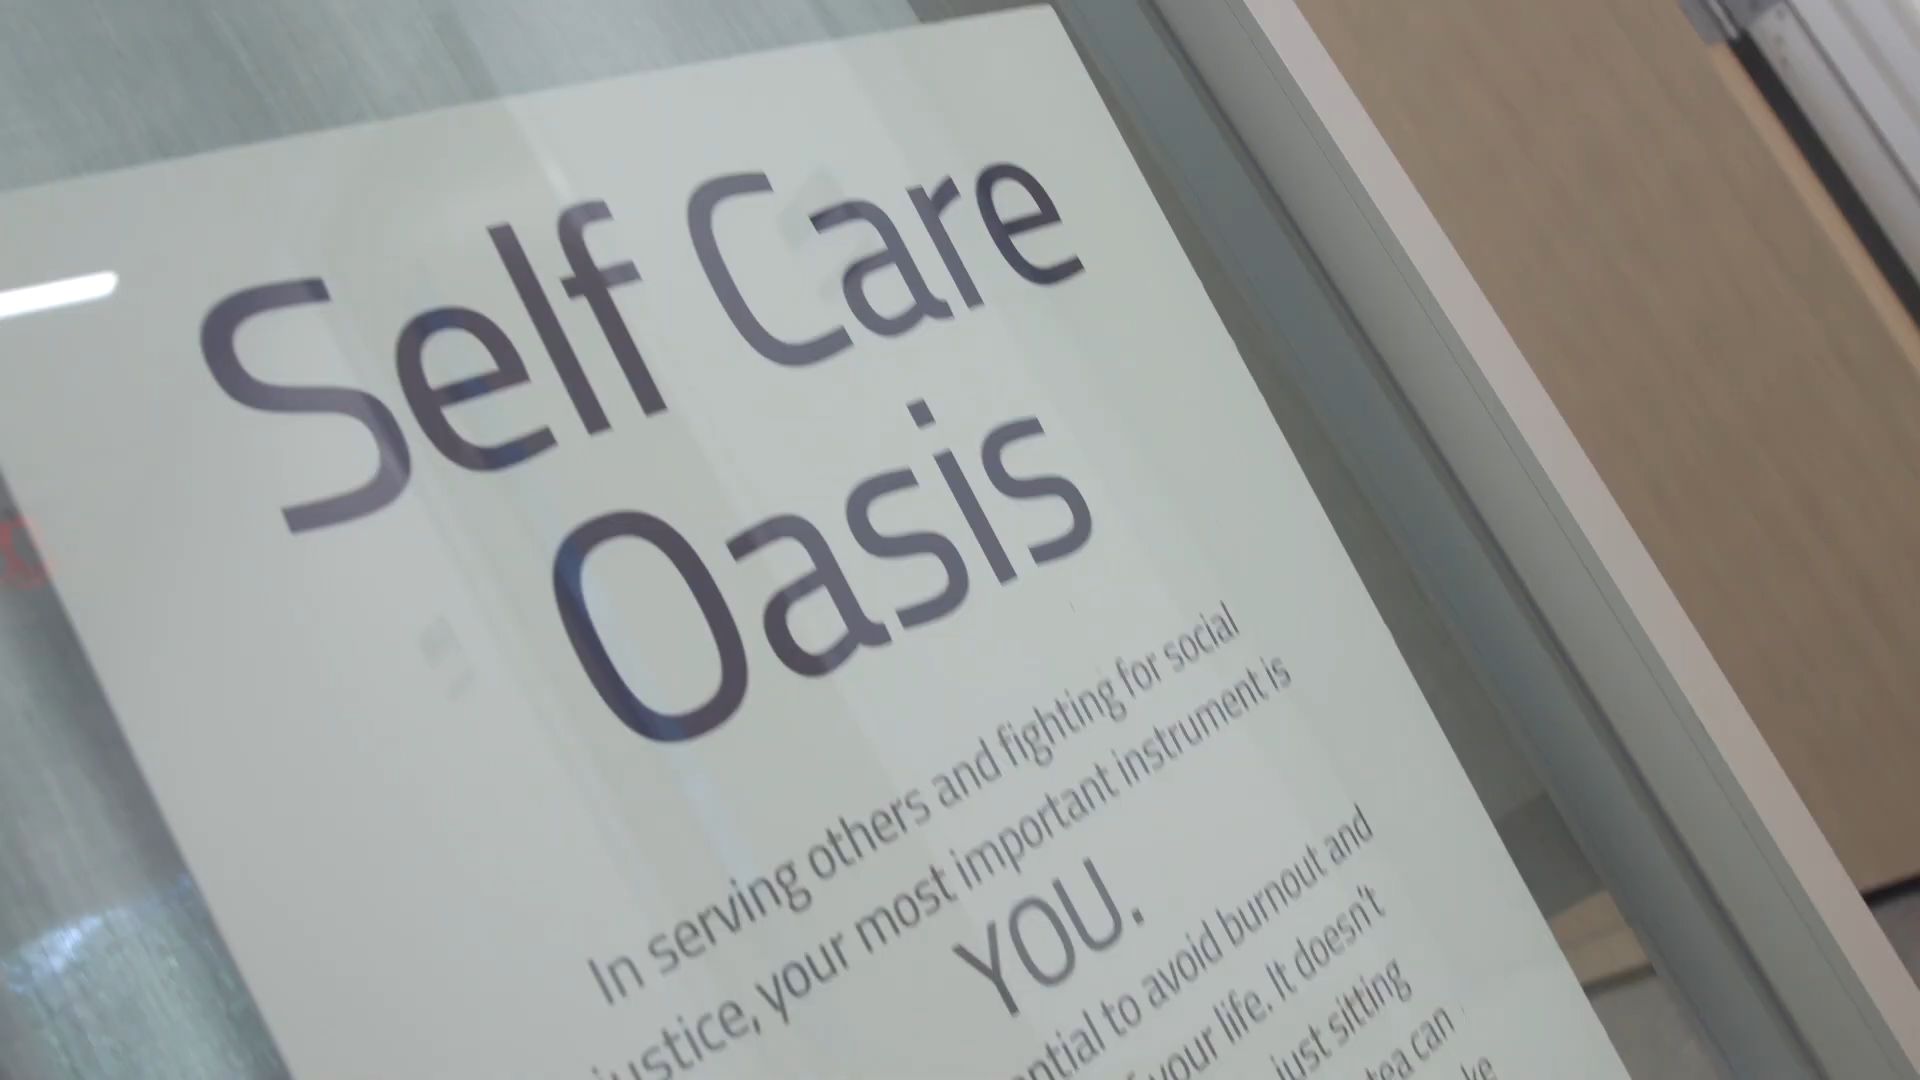 Self Care
Oasis
In serving others and fighting for social
justice, your most important instrument is
YOU.
to avoid burnout and
your life. It doesn't
just sitting
tea can